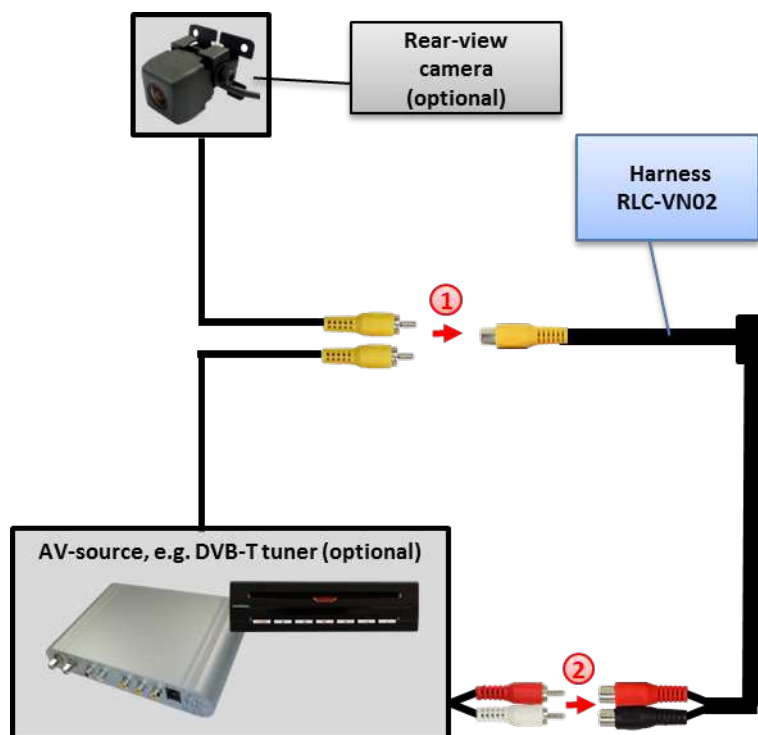 Rear-view
camera
(optional)
Harness
RLC-VN02
1
AV-source, e.g. DVB-T tuner (optional)
2